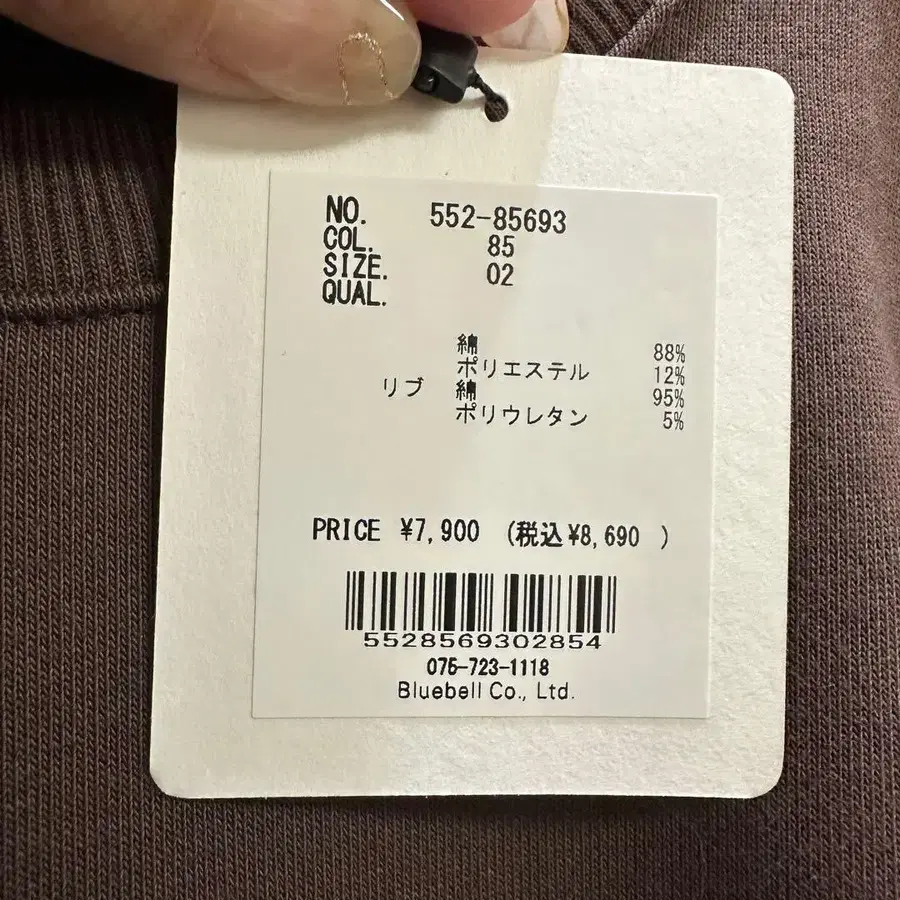 NO. 552-85693
COL. 85
SIZE. 02
QUAL.
綿 88%
ポリエステル 12%
リブ 綿 95%
ポリウレタン 5%
PRICE ¥7,900 (税込¥8,690 )
5528569302854
075-723-1118
Bluebell Co., Ltd.